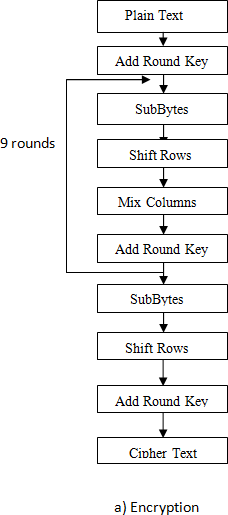 Plain Text
Add Round Key
SubBytes
9 rounds
Shift Rows
Mix Columns
Add Round Key
SubBytes
Shift Rows
Add Round Key
Cipher Text
a) Encryption